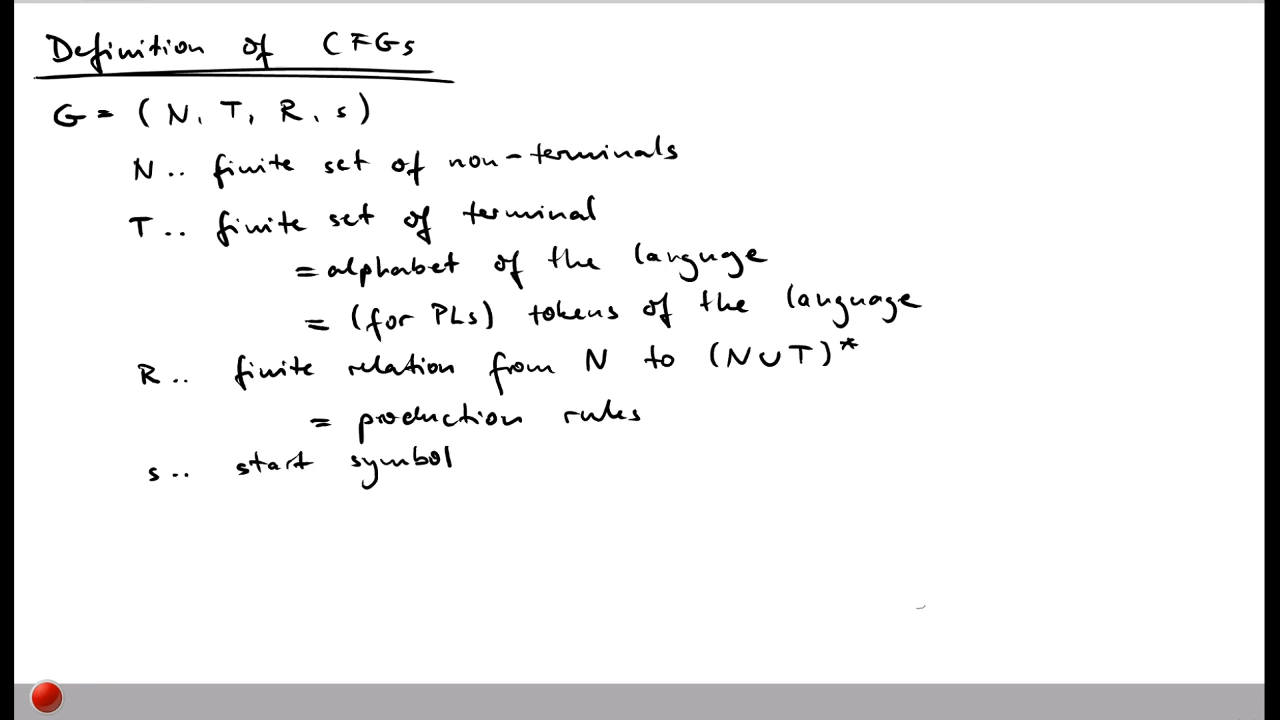 Definition of CFGs
G = (N, T, R, s)
N .. finite set of non-terminals
T .. finite set of terminal
= alphabet of the languge
= (for PLs) tokens of the language
R .. finite relation from N to (N ∪ T)*
= production rules
s .. start symbol